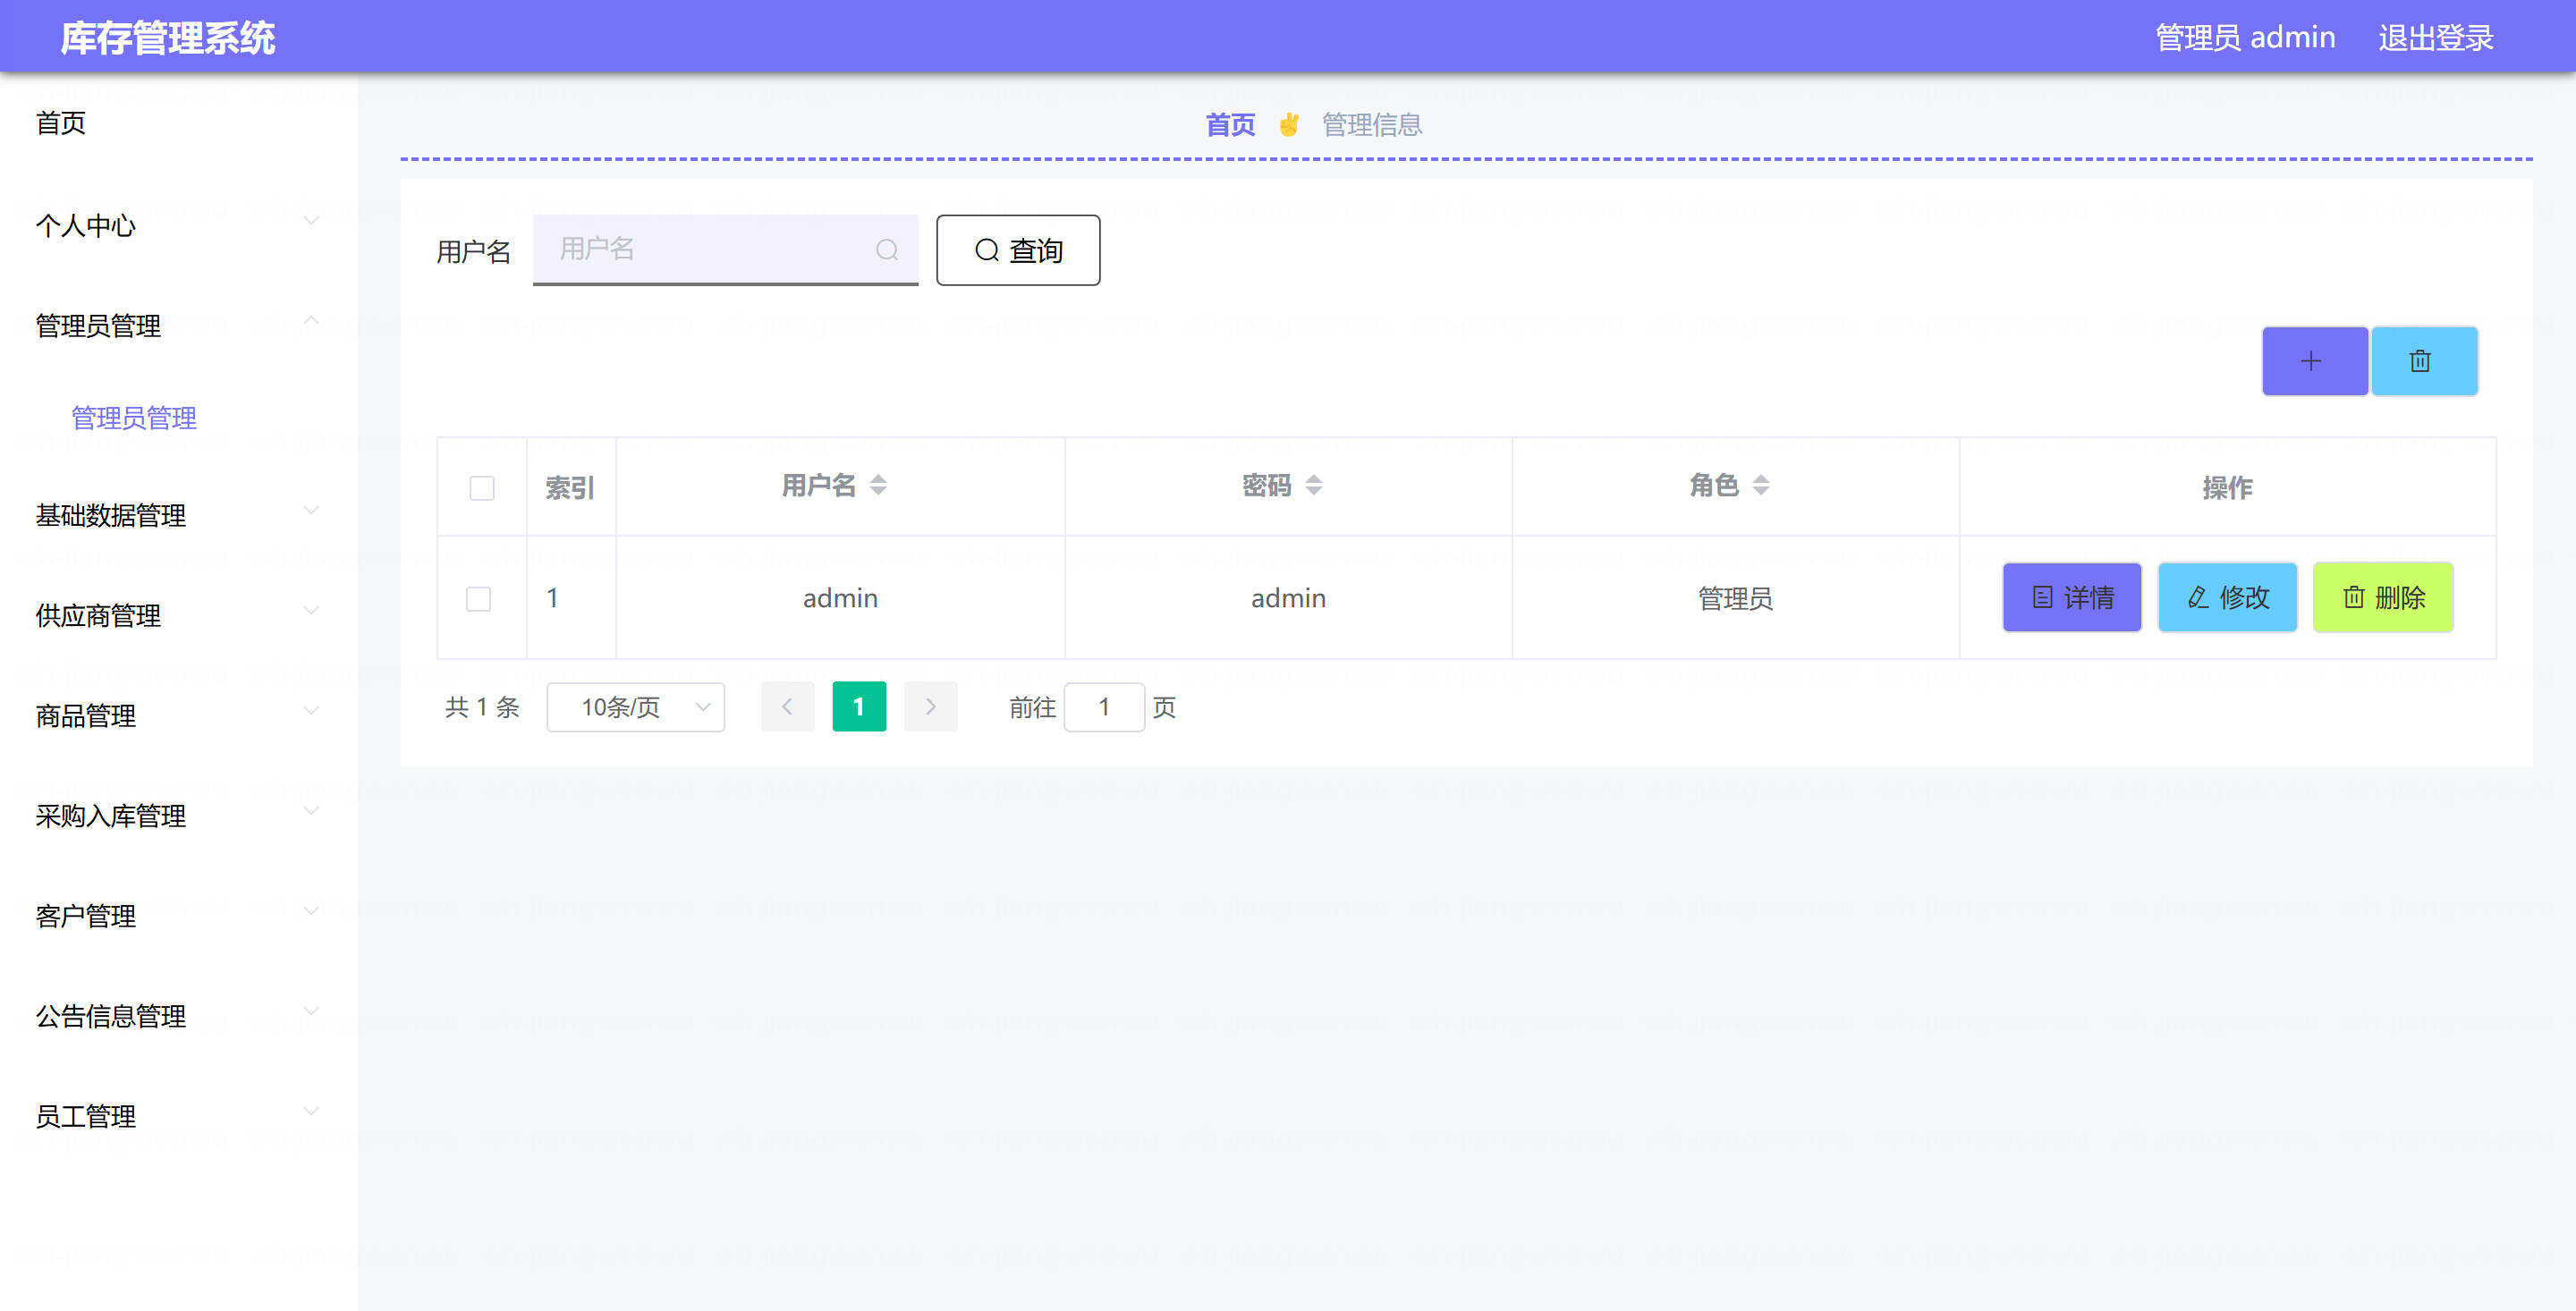 库存管理系统
管理员 admin 退出登录
首页
个人中心
管理员管理
管理员管理
基础数据管理
供应商管理
商品管理
采购入库管理
客户管理
公告信息管理
员工管理
首页 ✌ 管理信息
用户名 用户名 查询
索引 用户名 密码 角色 操作
1 admin admin 管理员 详情 修改 删除
共 1 条 10条/页 1 前往 1 页